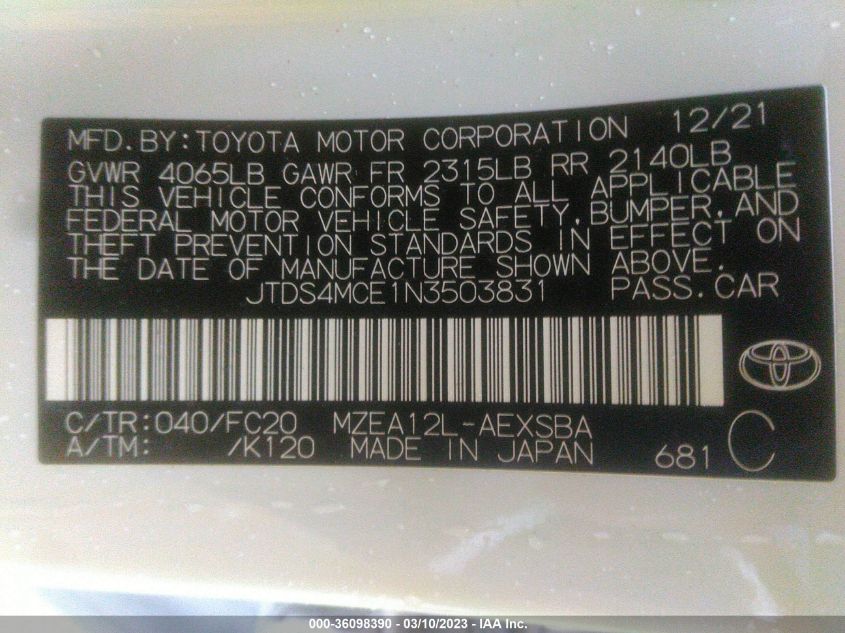 MFD. BY: TOYOTA MOTOR CORPORATION 12/21
GVWR 4065LB GAWR FR 2315LB RR 2140LB
THIS VEHICLE CONFORMS TO ALL APPLICABLE
FEDERAL MOTOR VEHICLE SAFETY, BUMPER, AND
THEFT PREVENTION STANDARDS IN EFFECT ON
THE DATE OF MANUFACTURE SHOWN ABOVE.
JTDS4MCE1N3503831 PASS. CAR
C/TR: 040/FC20 MZEA12L-AEXSBA
A/TM: /K120 MADE IN JAPAN 681 C
000-36098390 - 03/10/2023 - IAA Inc.